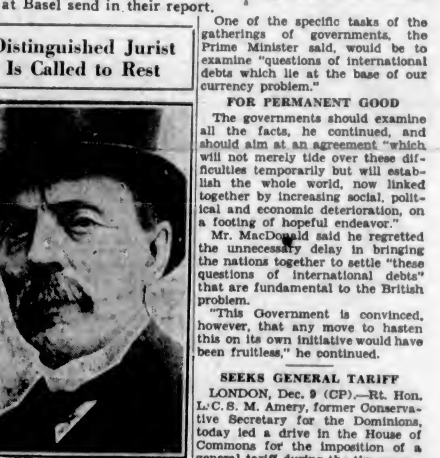 at Basel send in their report.
Distinguished Jurist
Is Called to Rest
One of the specific tasks of the
gatherings of governments, the
Prime Minister said, would be to
examine "questions of international
debts which lie at the base of our
currency problem."
FOR PERMANENT GOOD
The governments should examine
all the facts, he continued, and
should aim at an agreement "which
will not merely tide over these dif-
ficulties temporarily but will estab-
lish the whole world, now linked
together by increasing social, polit-
ical and economic deterioration, on
a footing of hopeful endeavor."
Mr. MacDonald said he regretted
the unnecessary delay in bringing
the nations together to settle "these
questions of international debts"
that are fundamental to the British
problem.
"This Government is convinced,
however, that any move to hasten
this on its own initiative would have
been fruitless," he continued.
SEEKS GENERAL TARIFF
LONDON, Dec. 9 (CP).—Rt. Hon.
L. C. S. M. Amery, former Conserva-
tive Secretary for the Dominions,
today led a drive in the House of
Commons for the imposition of a
general tariff during the